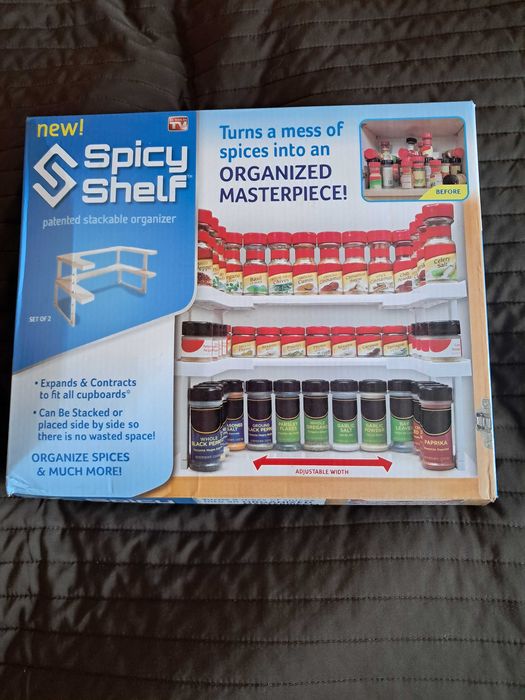 new!
Spicy
Shelf™
patented stackable organizer
SET OF 2
• Expands & Contracts
to fit all cupboards
• Can Be Stacked or
placed side by side so
there is no wasted space!
ORGANIZE SPICES
& MUCH MORE!
TV
Turns a mess of
spices into an
ORGANIZED
MASTERPIECE!
BEFORE
Basil
Chives
Celery
Salt
WHOLE
BLACK PEPPER
GROUND
BLACK PEPPER
PARSLEY
FLAKES
GARLIC
SALT
GARLIC
POWDER
BAY
LEAVES
PAPRIKA
ADJUSTABLE WIDTH